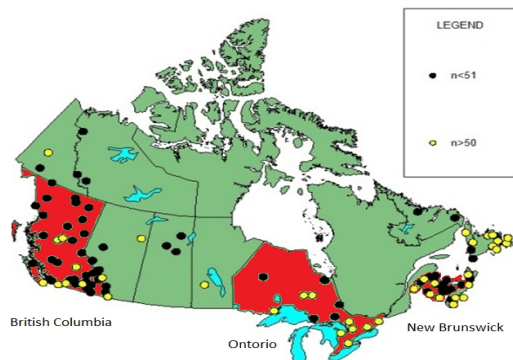 LEGEND
n<51
n>50
British Columbia
Ontorio
New Brunswick